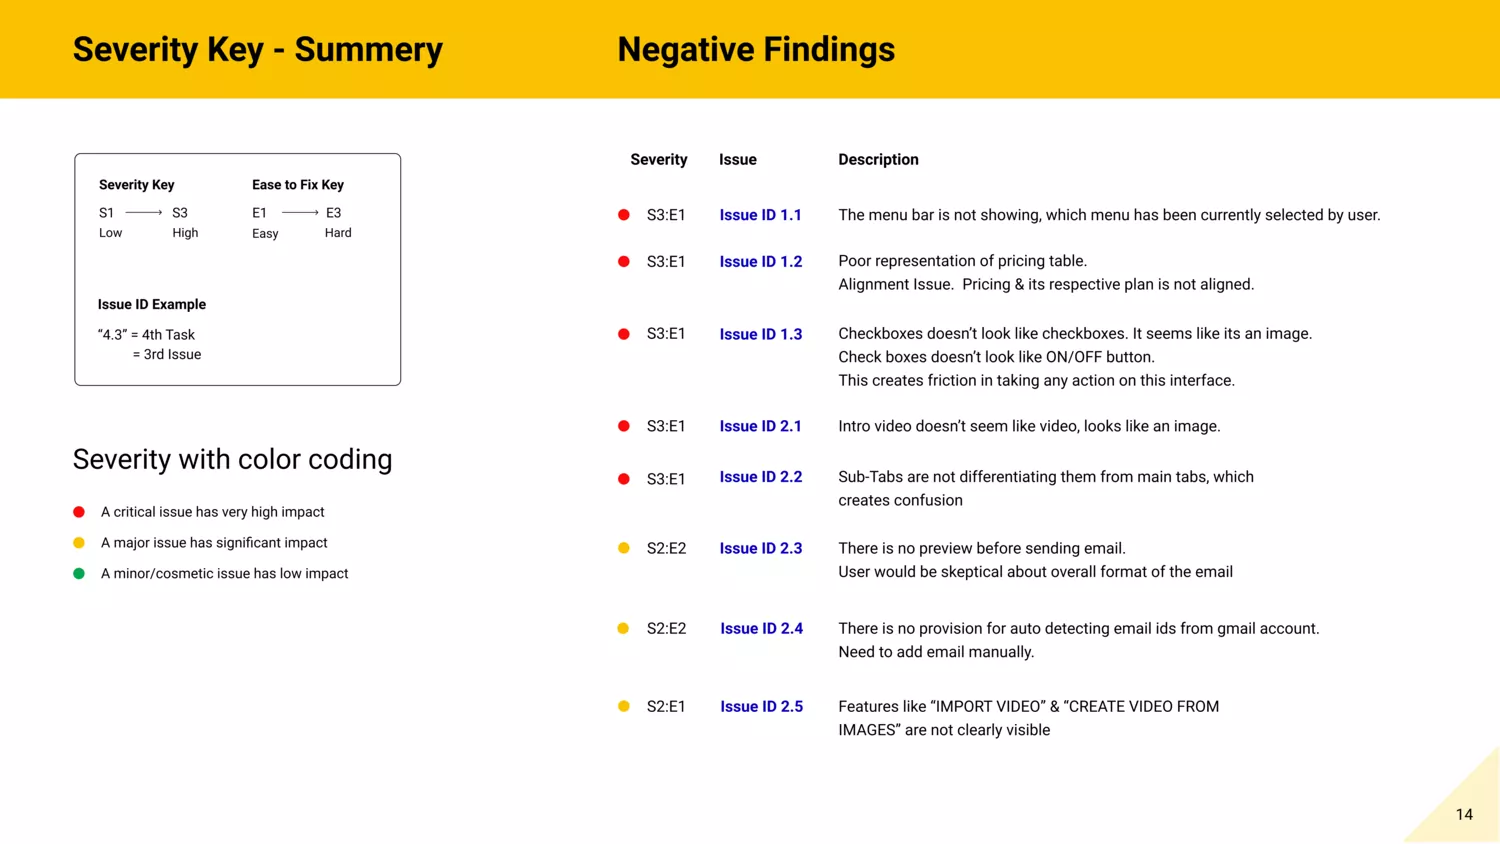 Severity Key - Summery
Negative Findings
Severity Key
Ease to Fix Key
S1 S3
E1 E3
Low High
Easy Hard
Issue ID Example
“4.3” = 4th Task
= 3rd Issue
Severity with color coding
A critical issue has very high impact
A major issue has significant impact
A minor/cosmetic issue has low impact
Severity Issue Description
S3:E1 Issue ID 1.1 The menu bar is not showing, which menu has been currently selected by user.
S3:E1 Issue ID 1.2 Poor representation of pricing table.
Alignment Issue. Pricing & its respective plan is not aligned.
S3:E1 Issue ID 1.3 Checkboxes doesn’t look like checkboxes. It seems like its an image.
Check boxes doesn’t look like ON/OFF button.
This creates friction in taking any action on this interface.
S3:E1 Issue ID 2.1 Intro video doesn’t seem like video, looks like an image.
S3:E1 Issue ID 2.2 Sub-Tabs are not differentiating them from main tabs, which
creates confusion
S2:E2 Issue ID 2.3 There is no preview before sending email.
User would be skeptical about overall format of the email
S2:E2 Issue ID 2.4 There is no provision for auto detecting email ids from gmail account.
Need to add email manually.
S2:E1 Issue ID 2.5 Features like “IMPORT VIDEO” & “CREATE VIDEO FROM
IMAGES” are not clearly visible
14